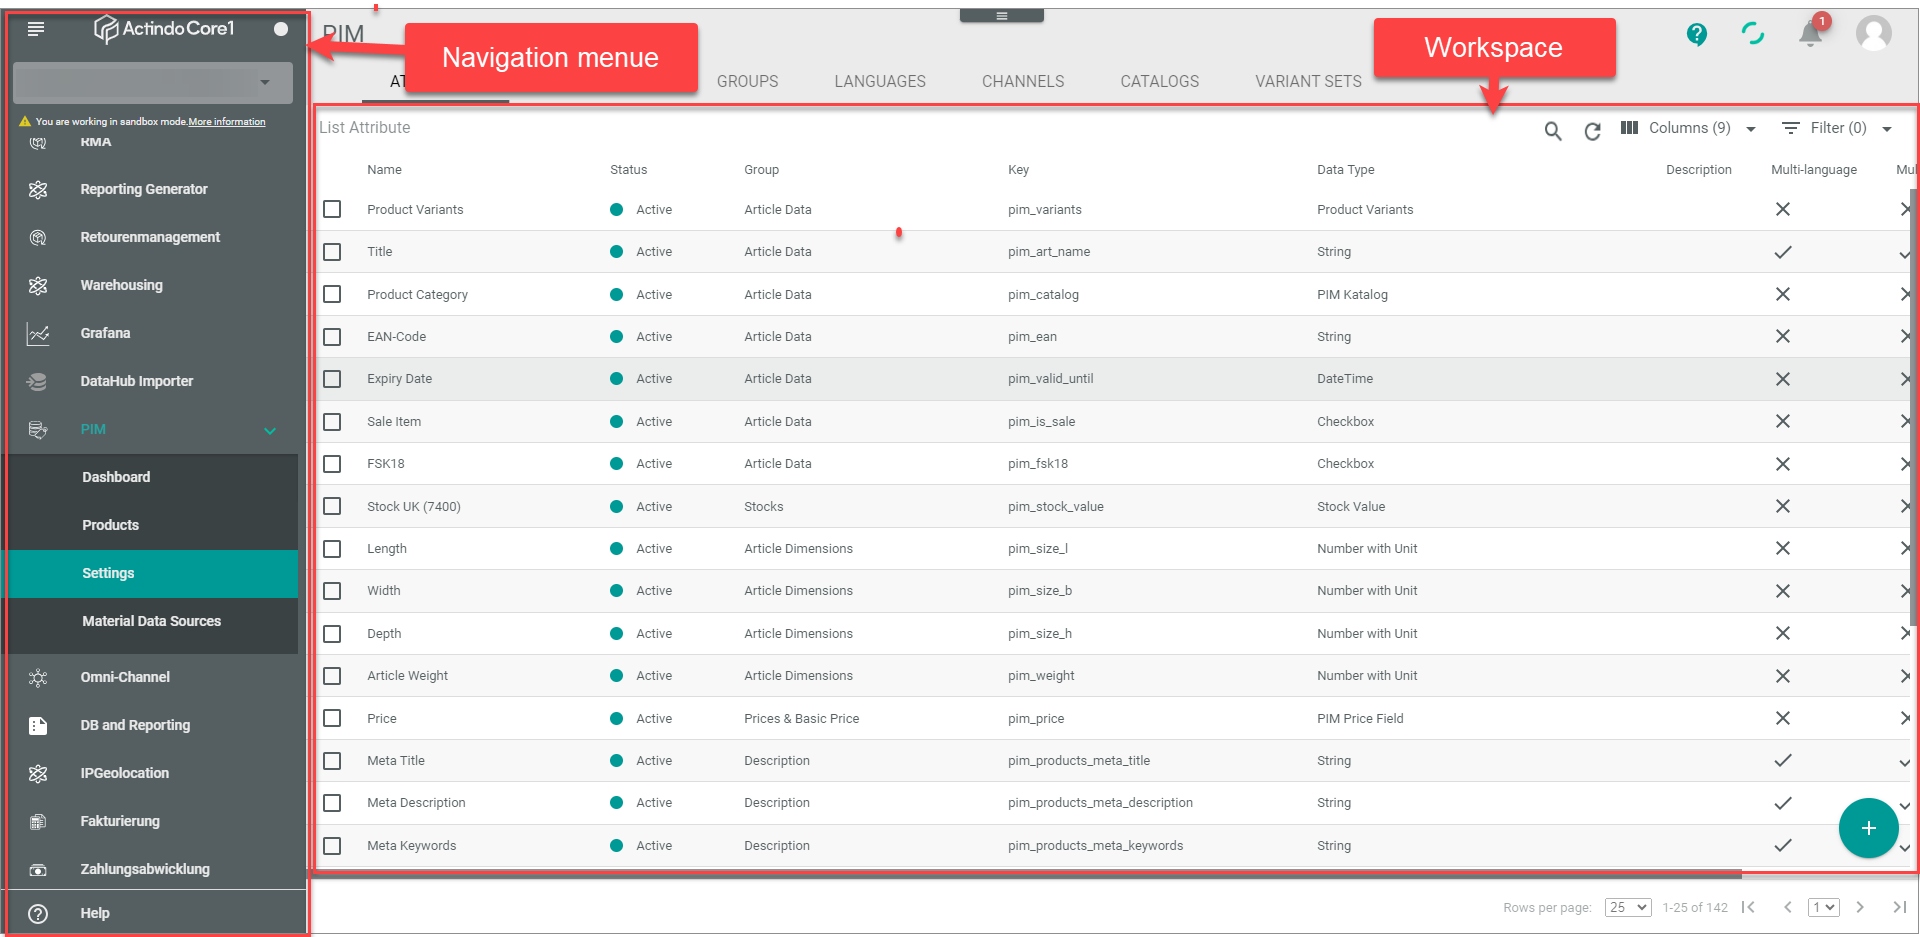 Actindo Core1
You are working in sandbox mode. More information
RMA
Reporting Generator
Retourenmanagement
Warehousing
Grafana
DataHub Importer
PIM
Dashboard
Products
Settings
Material Data Sources
Omni-Channel
DB and Reporting
IPGeolocation
Fakturierung
Zahlungsabwicklung
Help
Navigation menue
Workspace
PIM
1
GROUPS LANGUAGES CHANNELS CATALOGS VARIANT SETS
List Attribute
Columns (9) Filter (0)
Name Status Group Key Data Type Description Multi-language Mul
Product Variants Active Article Data pim_variants Product Variants
Title Active Article Data pim_art_name String
Product Category Active Article Data pim_catalog PIM Katalog
EAN-Code Active Article Data pim_ean String
Expiry Date Active Article Data pim_valid_until DateTime
Sale Item Active Article Data pim_is_sale Checkbox
FSK18 Active Article Data pim_fsk18 Checkbox
Stock UK (7400) Active Stocks pim_stock_value Stock Value
Length Active Article Dimensions pim_size_l Number with Unit
Width Active Article Dimensions pim_size_b Number with Unit
Depth Active Article Dimensions pim_size_h Number with Unit
Article Weight Active Article Dimensions pim_weight Number with Unit
Price Active Prices & Basic Price pim_price PIM Price Field
Meta Title Active Description pim_products_meta_title String
Meta Description Active Description pim_products_meta_description String
Meta Keywords Active Description pim_products_meta_keywords String
Rows per page: 25 1-25 of 142 1